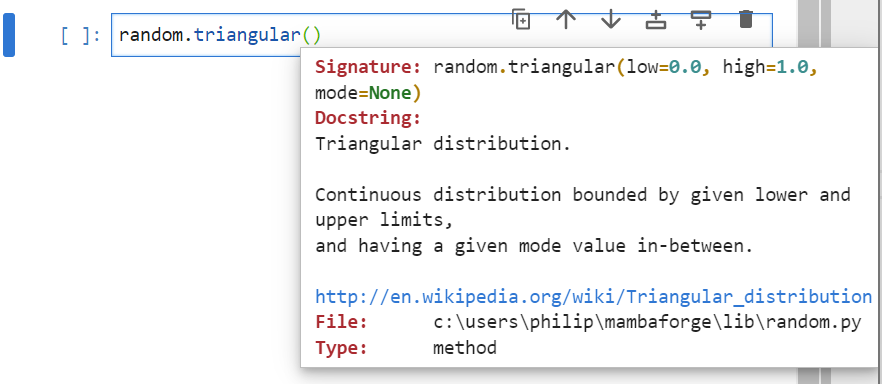 [ ]: random.triangular()
Signature: random.triangular(low=0.0, high=1.0,
mode=None)
Docstring:
Triangular distribution.
Continuous distribution bounded by given lower and
upper limits,
and having a given mode value in-between.
http://en.wikipedia.org/wiki/Triangular_distribution
File: c:\users\philip\mambaforge\lib\random.py
Type: method